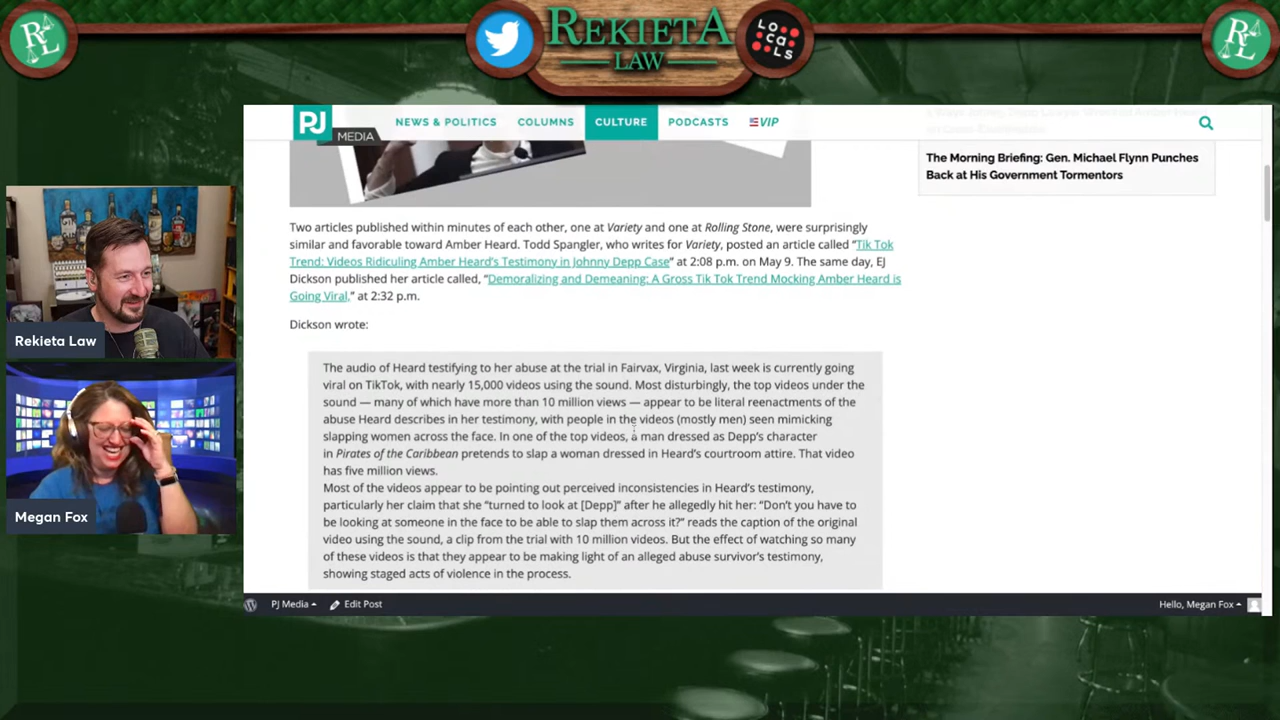 REKIETA
LAW
LOCALS
RL
RL
PJ
MEDIA
NEWS & POLITICS
COLUMNS
CULTURE
PODCASTS
VIP
The Morning Briefing: Gen. Michael Flynn Punches
Back at His Government Tormentors
Two articles published within minutes of each other, one at Variety and one at Rolling Stone, were surprisingly
similar and favorable toward Amber Heard. Todd Spangler, who writes for Variety, posted an article called “Tik Tok
Trend: Videos Ridiculing Amber Heard's Testimony in Johnny Depp Case” at 2:08 p.m. on May 9. The same day, EJ
Dickson published her article called, “Demoralizing and Demeaning: A Gross Tik Tok Trend Mocking Amber Heard is
Going Viral,” at 2:32 p.m.
Dickson wrote:
The audio of Heard testifying to her abuse at the trial in Fairvax, Virginia, last week is currently going
viral on TikTok, with nearly 15,000 videos using the sound. Most disturbingly, the top videos under the
sound — many of which have more than 10 million views — appear to be literal reenactments of the
abuse Heard describes in her testimony, with people in the videos (mostly men) seen mimicking
slapping women across the face. In one of the top videos, a man dressed as Depp's character
in Pirates of the Caribbean pretends to slap a woman dressed in Heard's courtroom attire. That video
has five million views.
Most of the videos appear to be pointing out perceived inconsistencies in Heard's testimony,
particularly her claim that she “turned to look at [Depp]” after he allegedly hit her: “Don't you have to
be looking at someone in the face to be able to slap them across it?” reads the caption of the original
video using the sound, a clip from the trial with 10 million videos. But the effect of watching so many
of these videos is that they appear to be making light of an alleged abuse survivor's testimony,
showing staged acts of violence in the process.
Rekieta Law
Megan Fox
PJ Media
Edit Post
Hello, Megan Fox